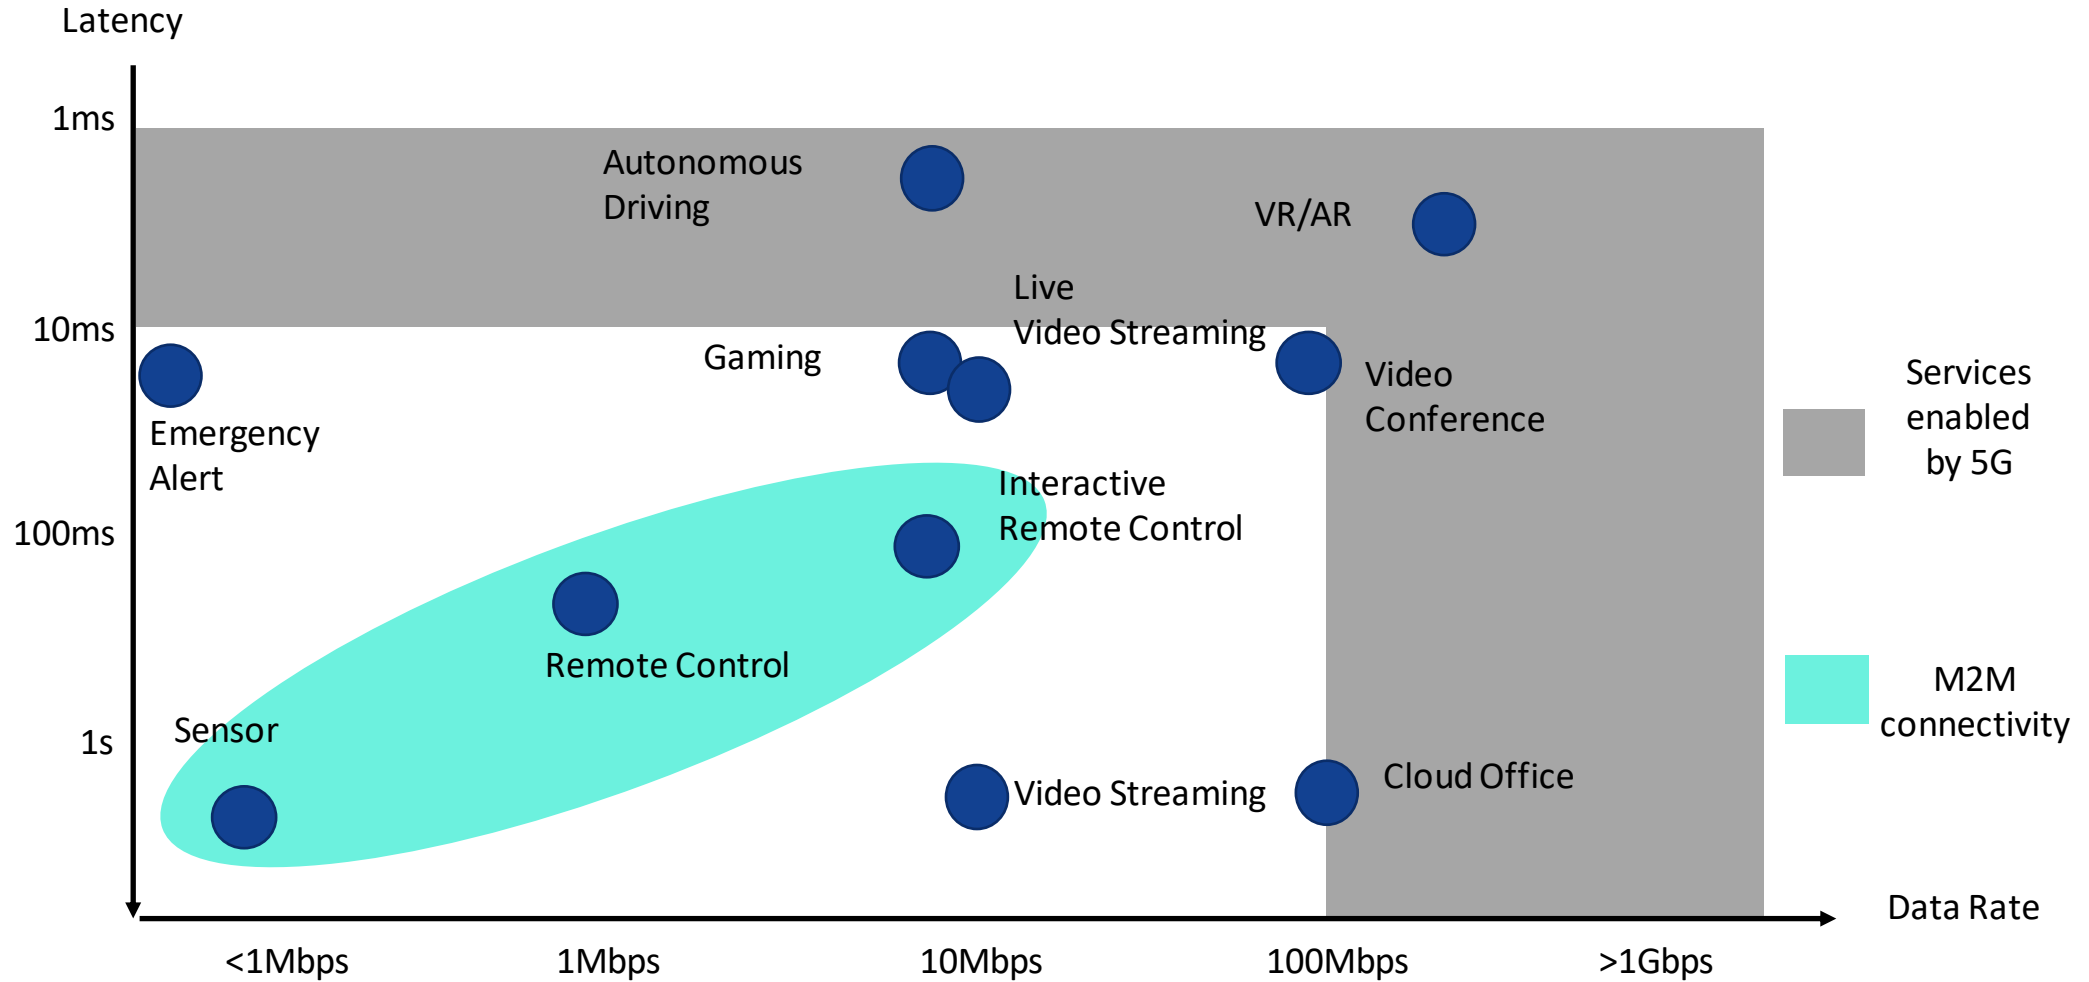 Latency
1ms
Autonomous
Driving
VR/AR
Live
Video Streaming
10ms
Gaming
Video
Conference
Services
enabled
by 5G
Emergency
Alert
Interactive
Remote Control
100ms
Remote Control
M2M
connectivity
Sensor
1s
Video Streaming
Cloud Office
Data Rate
<1Mbps
1Mbps
10Mbps
100Mbps
>1Gbps